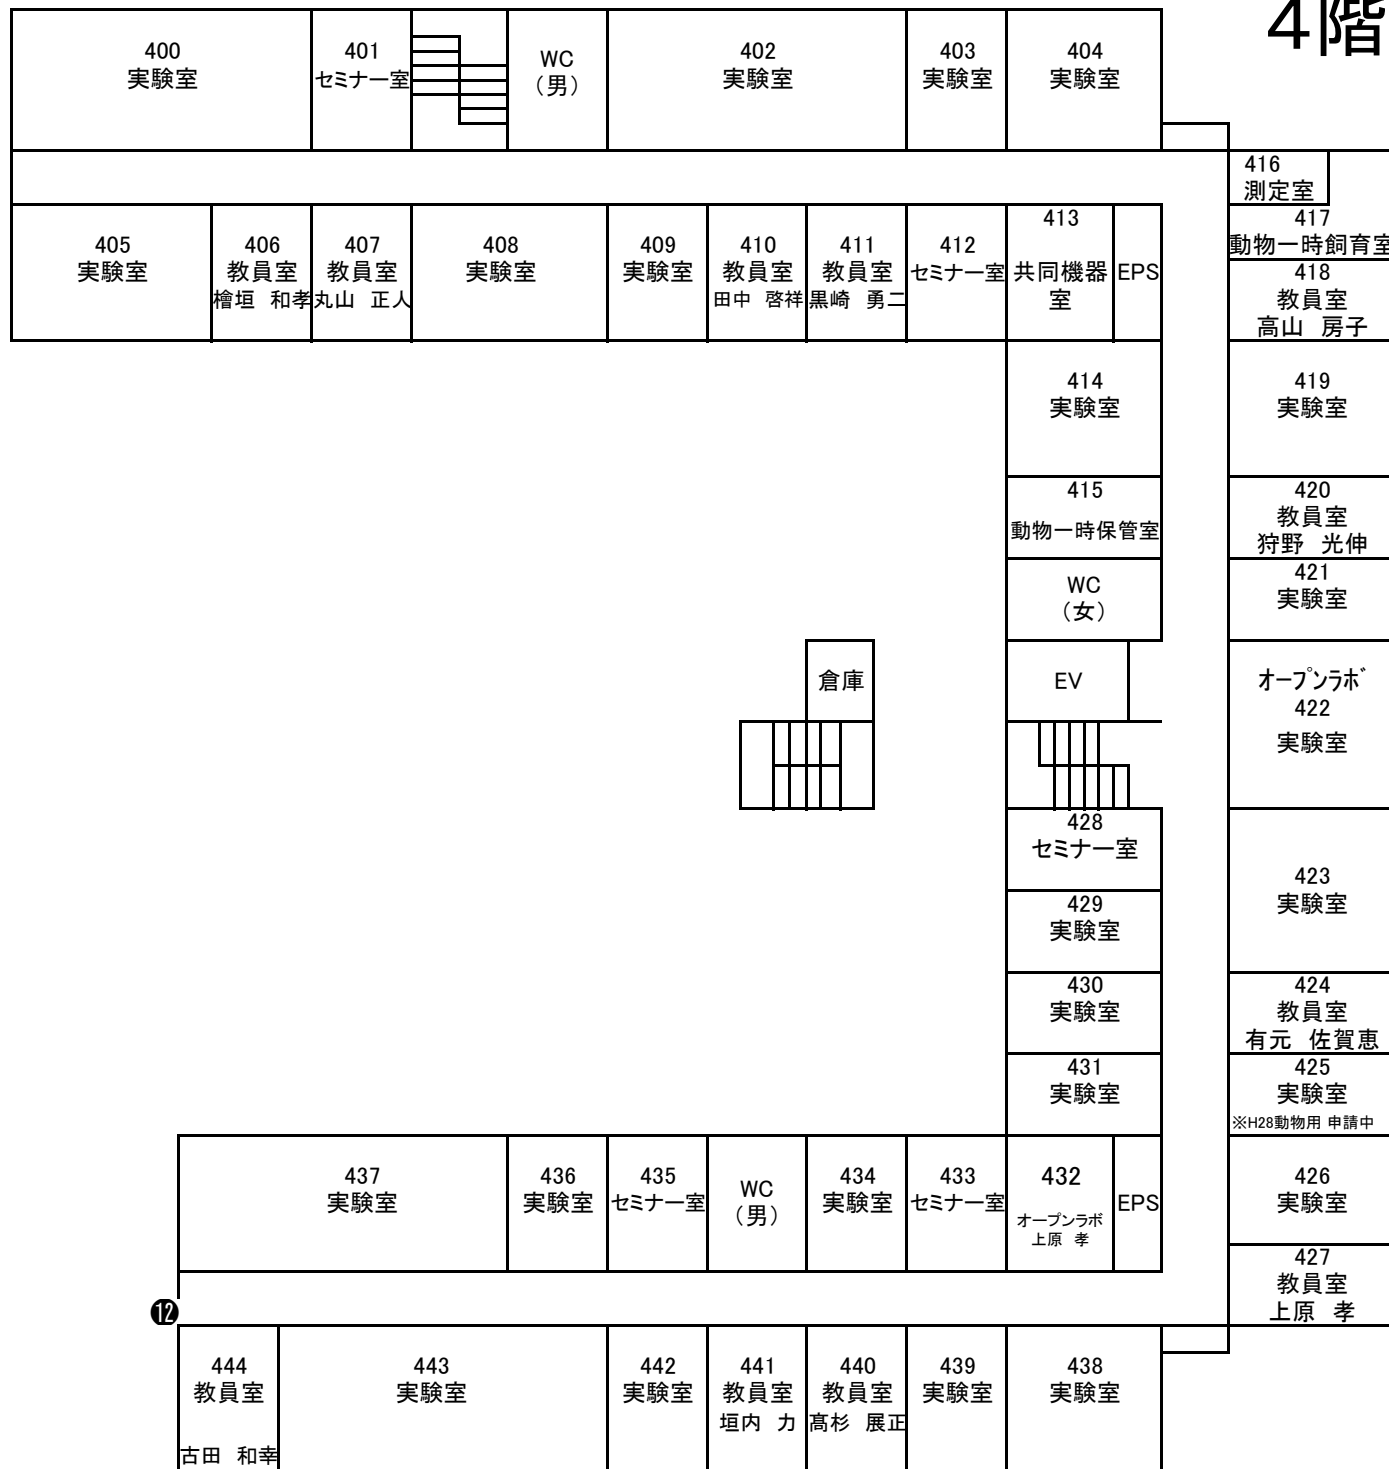 4階
400
実験室
401
セミナー室
WC
（男）
402
実験室
403
実験室
404
実験室
405
実験室
406
教員室
檜垣 和孝
407
教員室
丸山 正人
408
実験室
409
実験室
410
教員室
田中 啓祥
411
教員室
黒崎 勇二
412
セミナー室
413
共同機器
室
EPS
416
測定室
417
動物一時飼育室
418
教員室
高山 房子
414
実験室
419
実験室
415
動物一時保管室
420
教員室
狩野 光伸
WC
（女）
421
実験室
倉庫
EV
オープンラボ
422
実験室
428
セミナー室
423
実験室
429
実験室
430
実験室
424
教員室
有元 佐賀恵
431
実験室
425
実験室
※H28動物用 申請中
437
実験室
436
実験室
435
セミナー室
WC
（男）
434
実験室
433
セミナー室
432
オープンラボ
上原 孝
EPS
426
実験室
427
教員室
上原 孝
⓬
444
教員室
古田 和幸
443
実験室
442
実験室
441
教員室
垣内 力
440
教員室
髙杉 展正
439
実験室
438
実験室